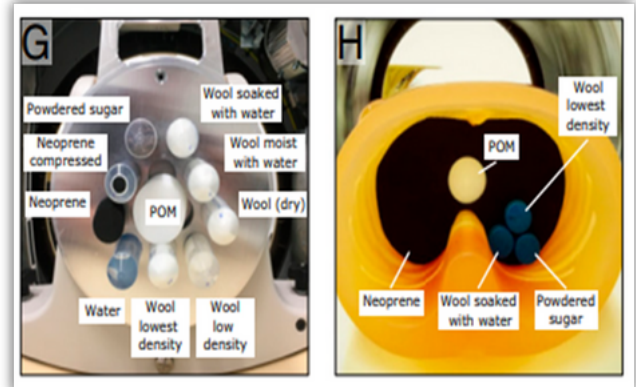 G
Powdered sugar
Wool soaked
with water
Neoprene
compressed
Wool moist
with water
Neoprene
POM
Wool (dry)
Water
Wool
lowest
density
Wool
low
density
H
Wool
lowest
density
POM
Neoprene
Wool soaked
with water
Powdered
sugar